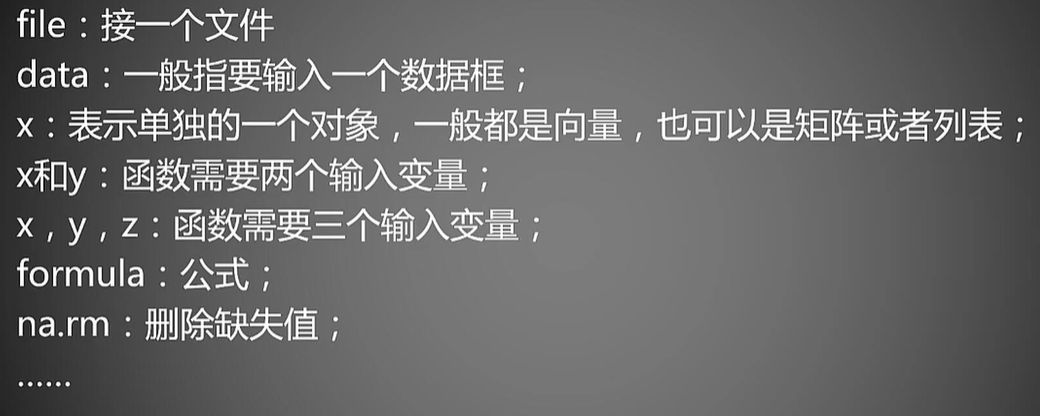 file：接一个文件
data：一般指要输入一个数据框；
x：表示单独的一个对象，一般都是向量，也可以是矩阵或者列表；
x和y：函数需要两个输入变量；
x，y，z：函数需要三个输入变量；
formula：公式；
na.rm：删除缺失值；
……